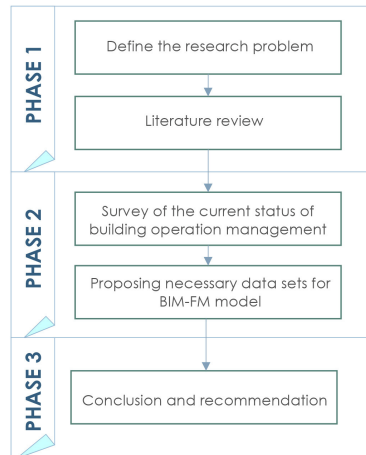 PHASE 1
Define the research problem
Literature review
PHASE 2
Survey of the current status of
building operation management
Proposing necessary data sets for
BIM-FM model
PHASE 3
Conclusion and recommendation